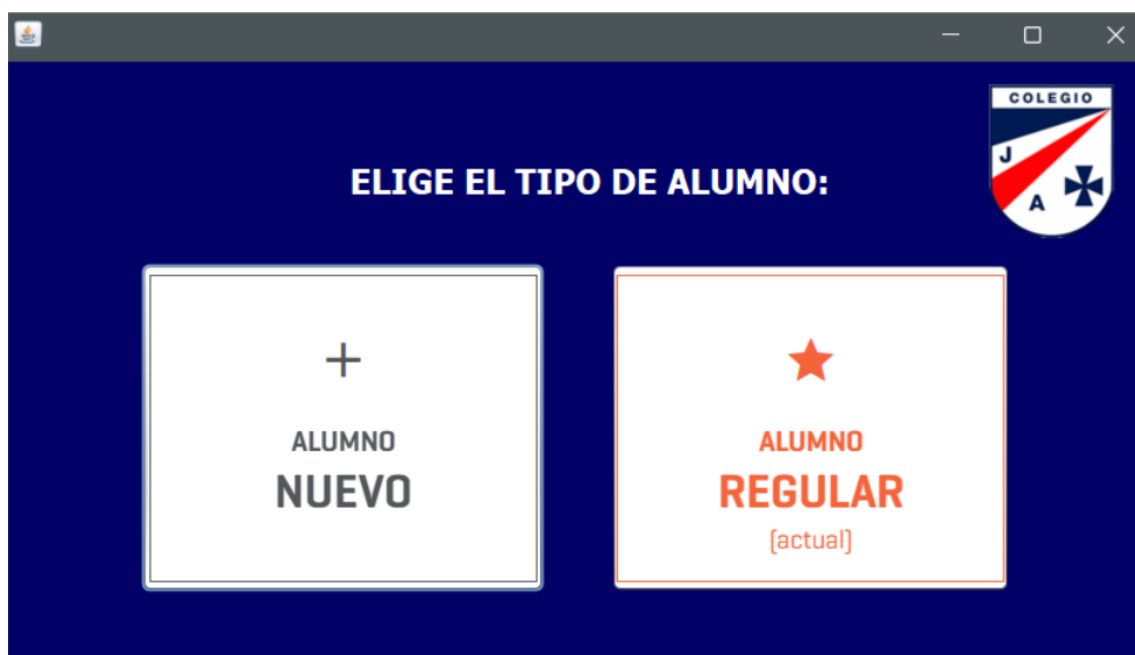 COLEGIO
J
A
ELIGE EL TIPO DE ALUMNO:
ALUMNO
NUEVO
ALUMNO
REGULAR
(actual)